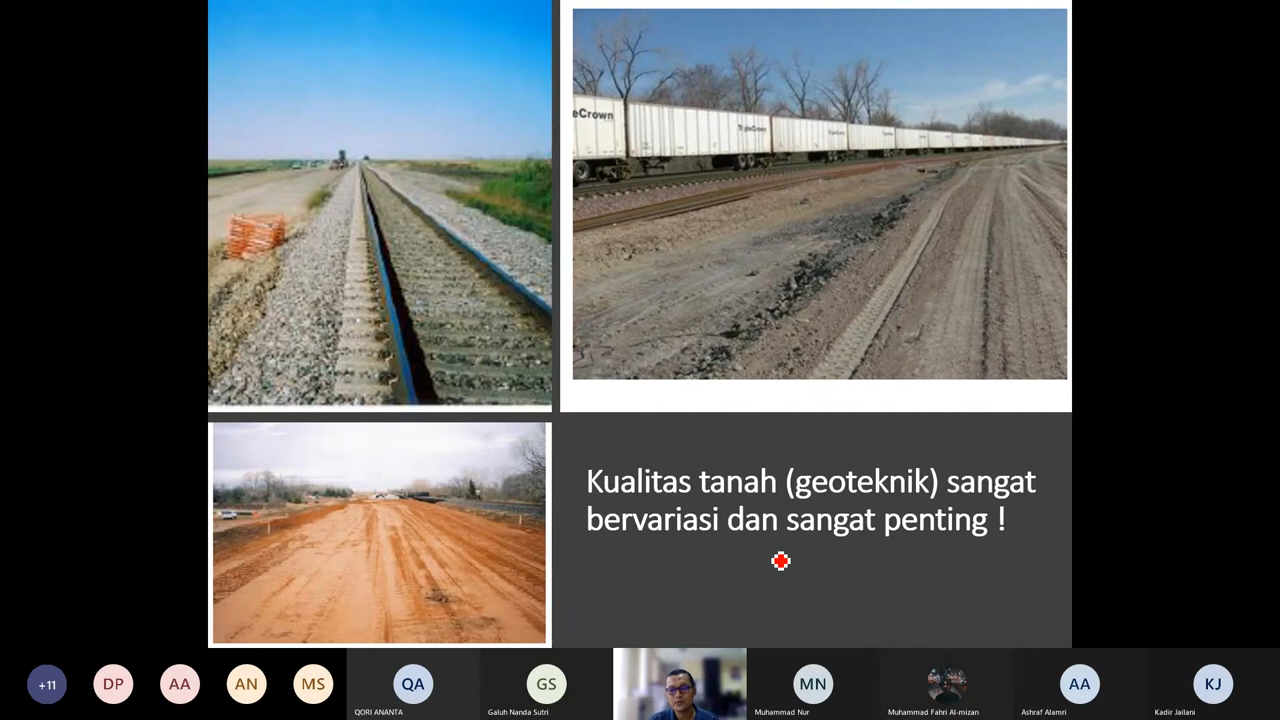 eCrown
TripleCrown
Kualitas tanah (geoteknik) sangat
bervariasi dan sangat penting !
+11
DP
AA
AN
MS
QA
QORI ANANTA
GS
Galuh Nanda Sutri
MN
Muhammad Nur
Muhammad Fahri Al-mizan
AA
Ashraf Alamri
KJ
Kadir Jailani